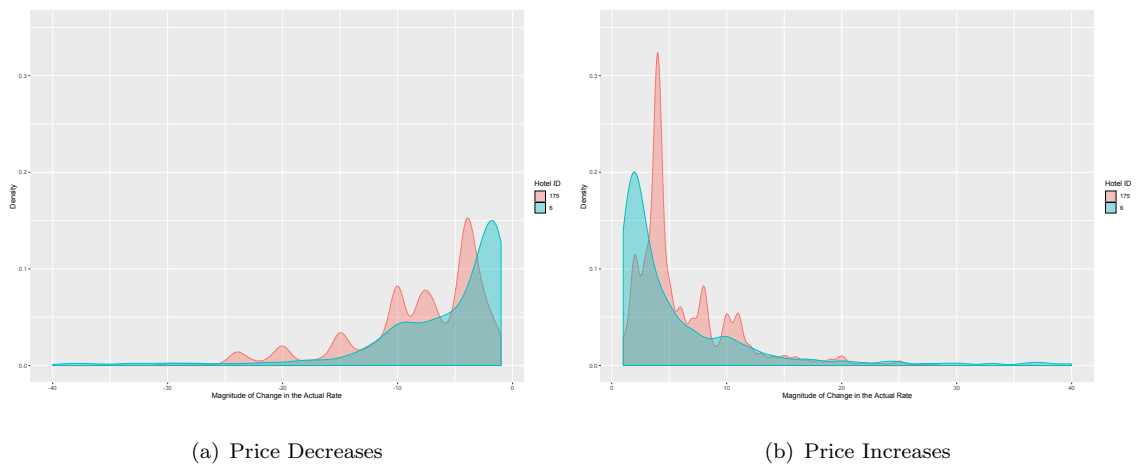 0.3
0.2
0.1
0.0
Density
-40
-30
-20
-10
0
Magnitude of Change in the Actual Rate
Hotel ID
175
6
(a) Price Decreases
0.3
0.2
0.1
0.0
Density
0
10
20
30
40
Magnitude of Change in the Actual Rate
Hotel ID
175
6
(b) Price Increases